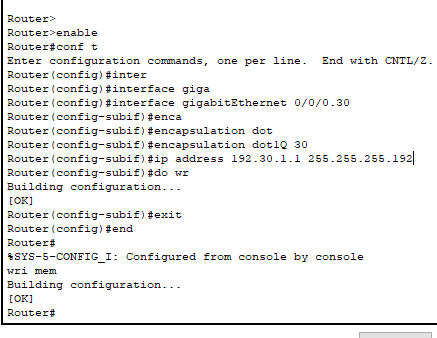 Router>
Router>enable
Router#conf t
Enter configuration commands, one per line.  End with CNTL/Z.
Router(config)#inter
Router(config)#interface giga
Router(config)#interface gigabitEthernet 0/0/0.30
Router(config-subif)#enca
Router(config-subif)#encapsulation dot
Router(config-subif)#encapsulation dot1Q 30
Router(config-subif)#ip address 192.30.1.1 255.255.255.192
Router(config-subif)#do wr
Building configuration...
[OK]
Router(config-subif)#exit
Router(config)#end
Router#
%SYS-5-CONFIG_I: Configured from console by console
wri mem
Building configuration...
[OK]
Router#